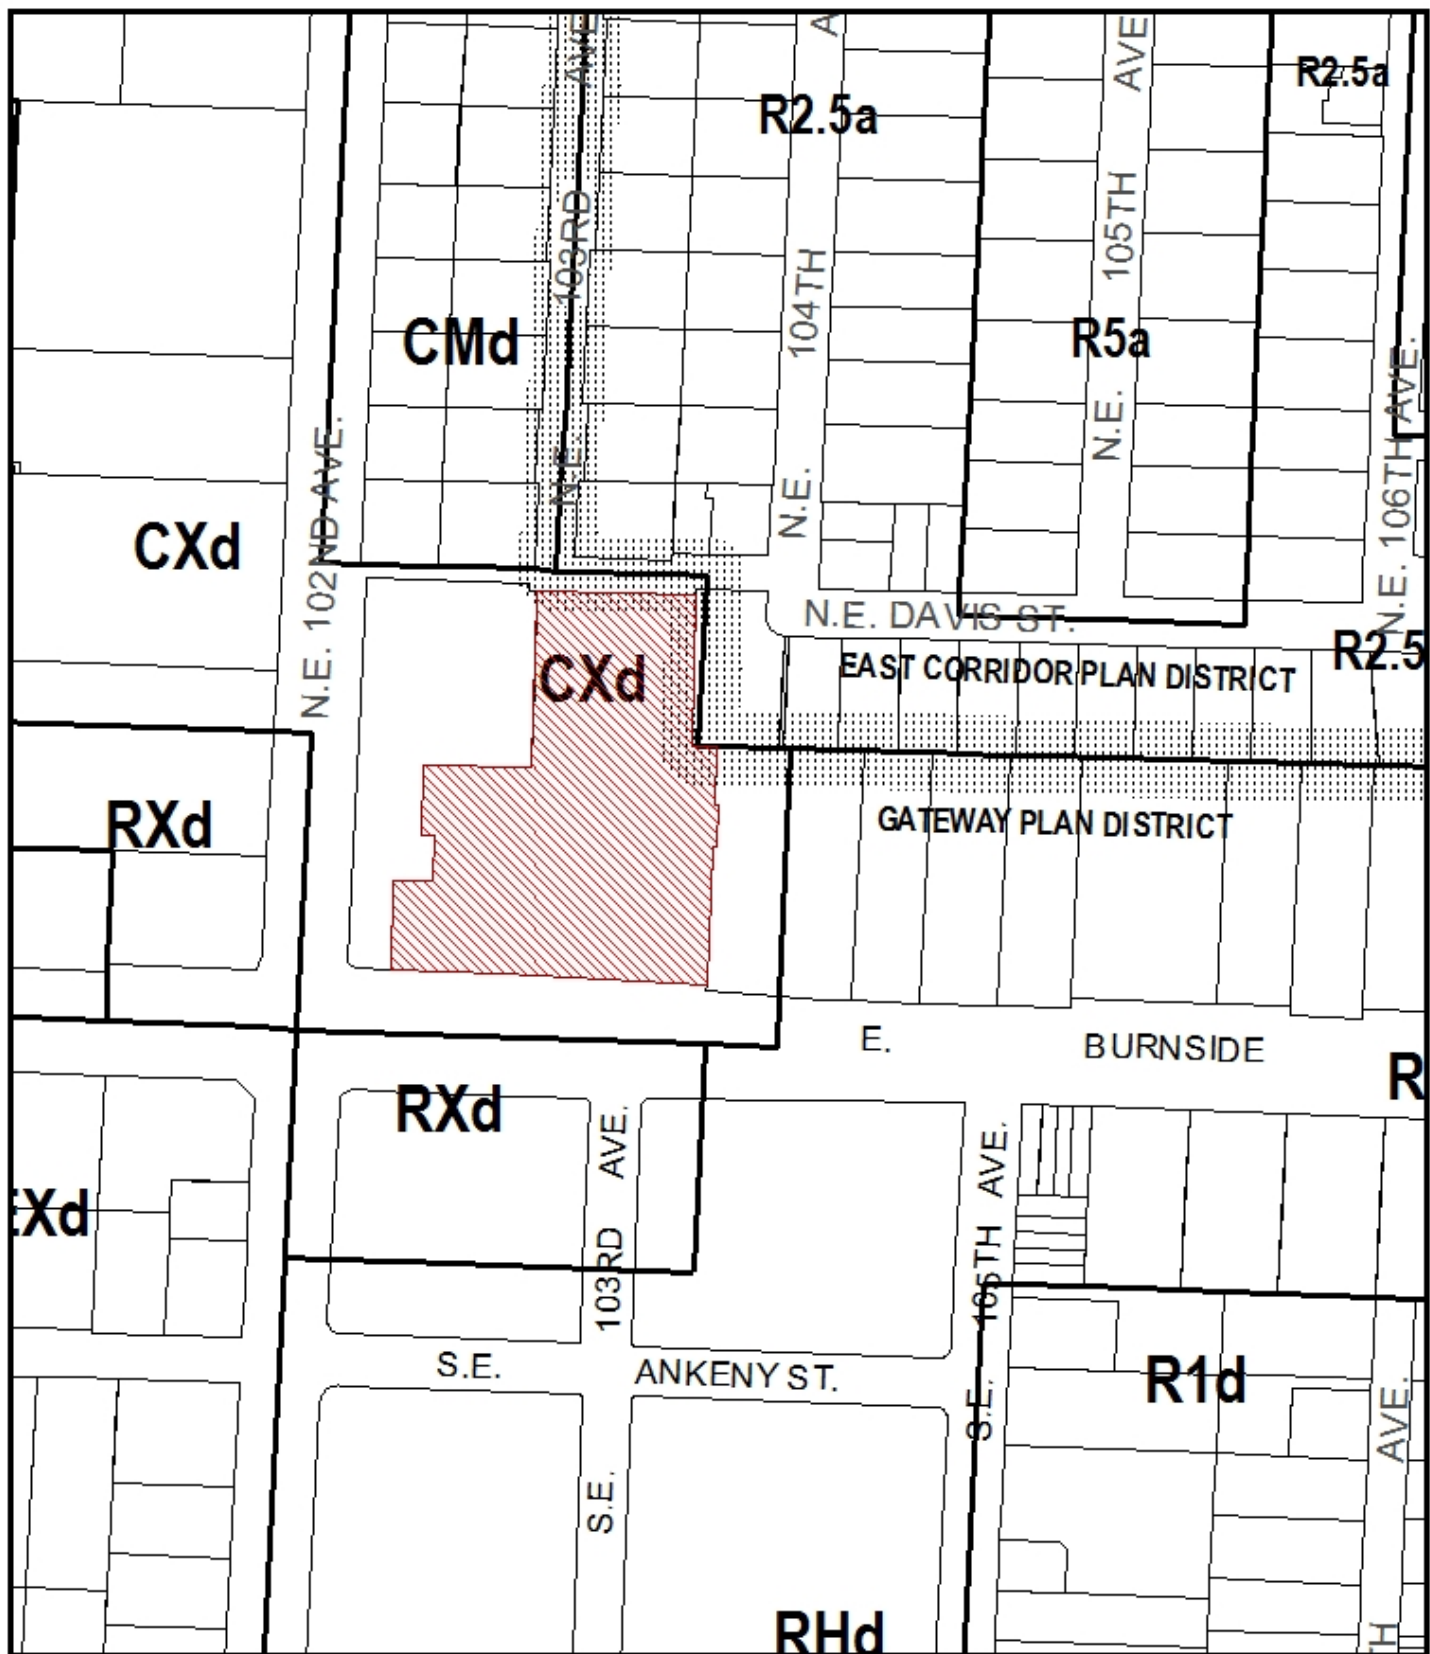 AVE
A
AVE
R2.5a
R2.5a
N.E. 103RD
N.E. 104TH
N.E. 105TH
CMd
R5a
N.E. 106TH AVE.
N.E. 102ND AVE.
CXd
N.E. DAVIS ST.
R2.5
CXd
EAST CORRIDOR PLAN DISTRICT
RXd
GATEWAY PLAN DISTRICT
E. BURNSIDE
R
RXd
S.E. 103RD AVE.
S.E. 105TH AVE.
EXd
S.E. ANKENY ST.
R1d
AVE.
RHd
TH